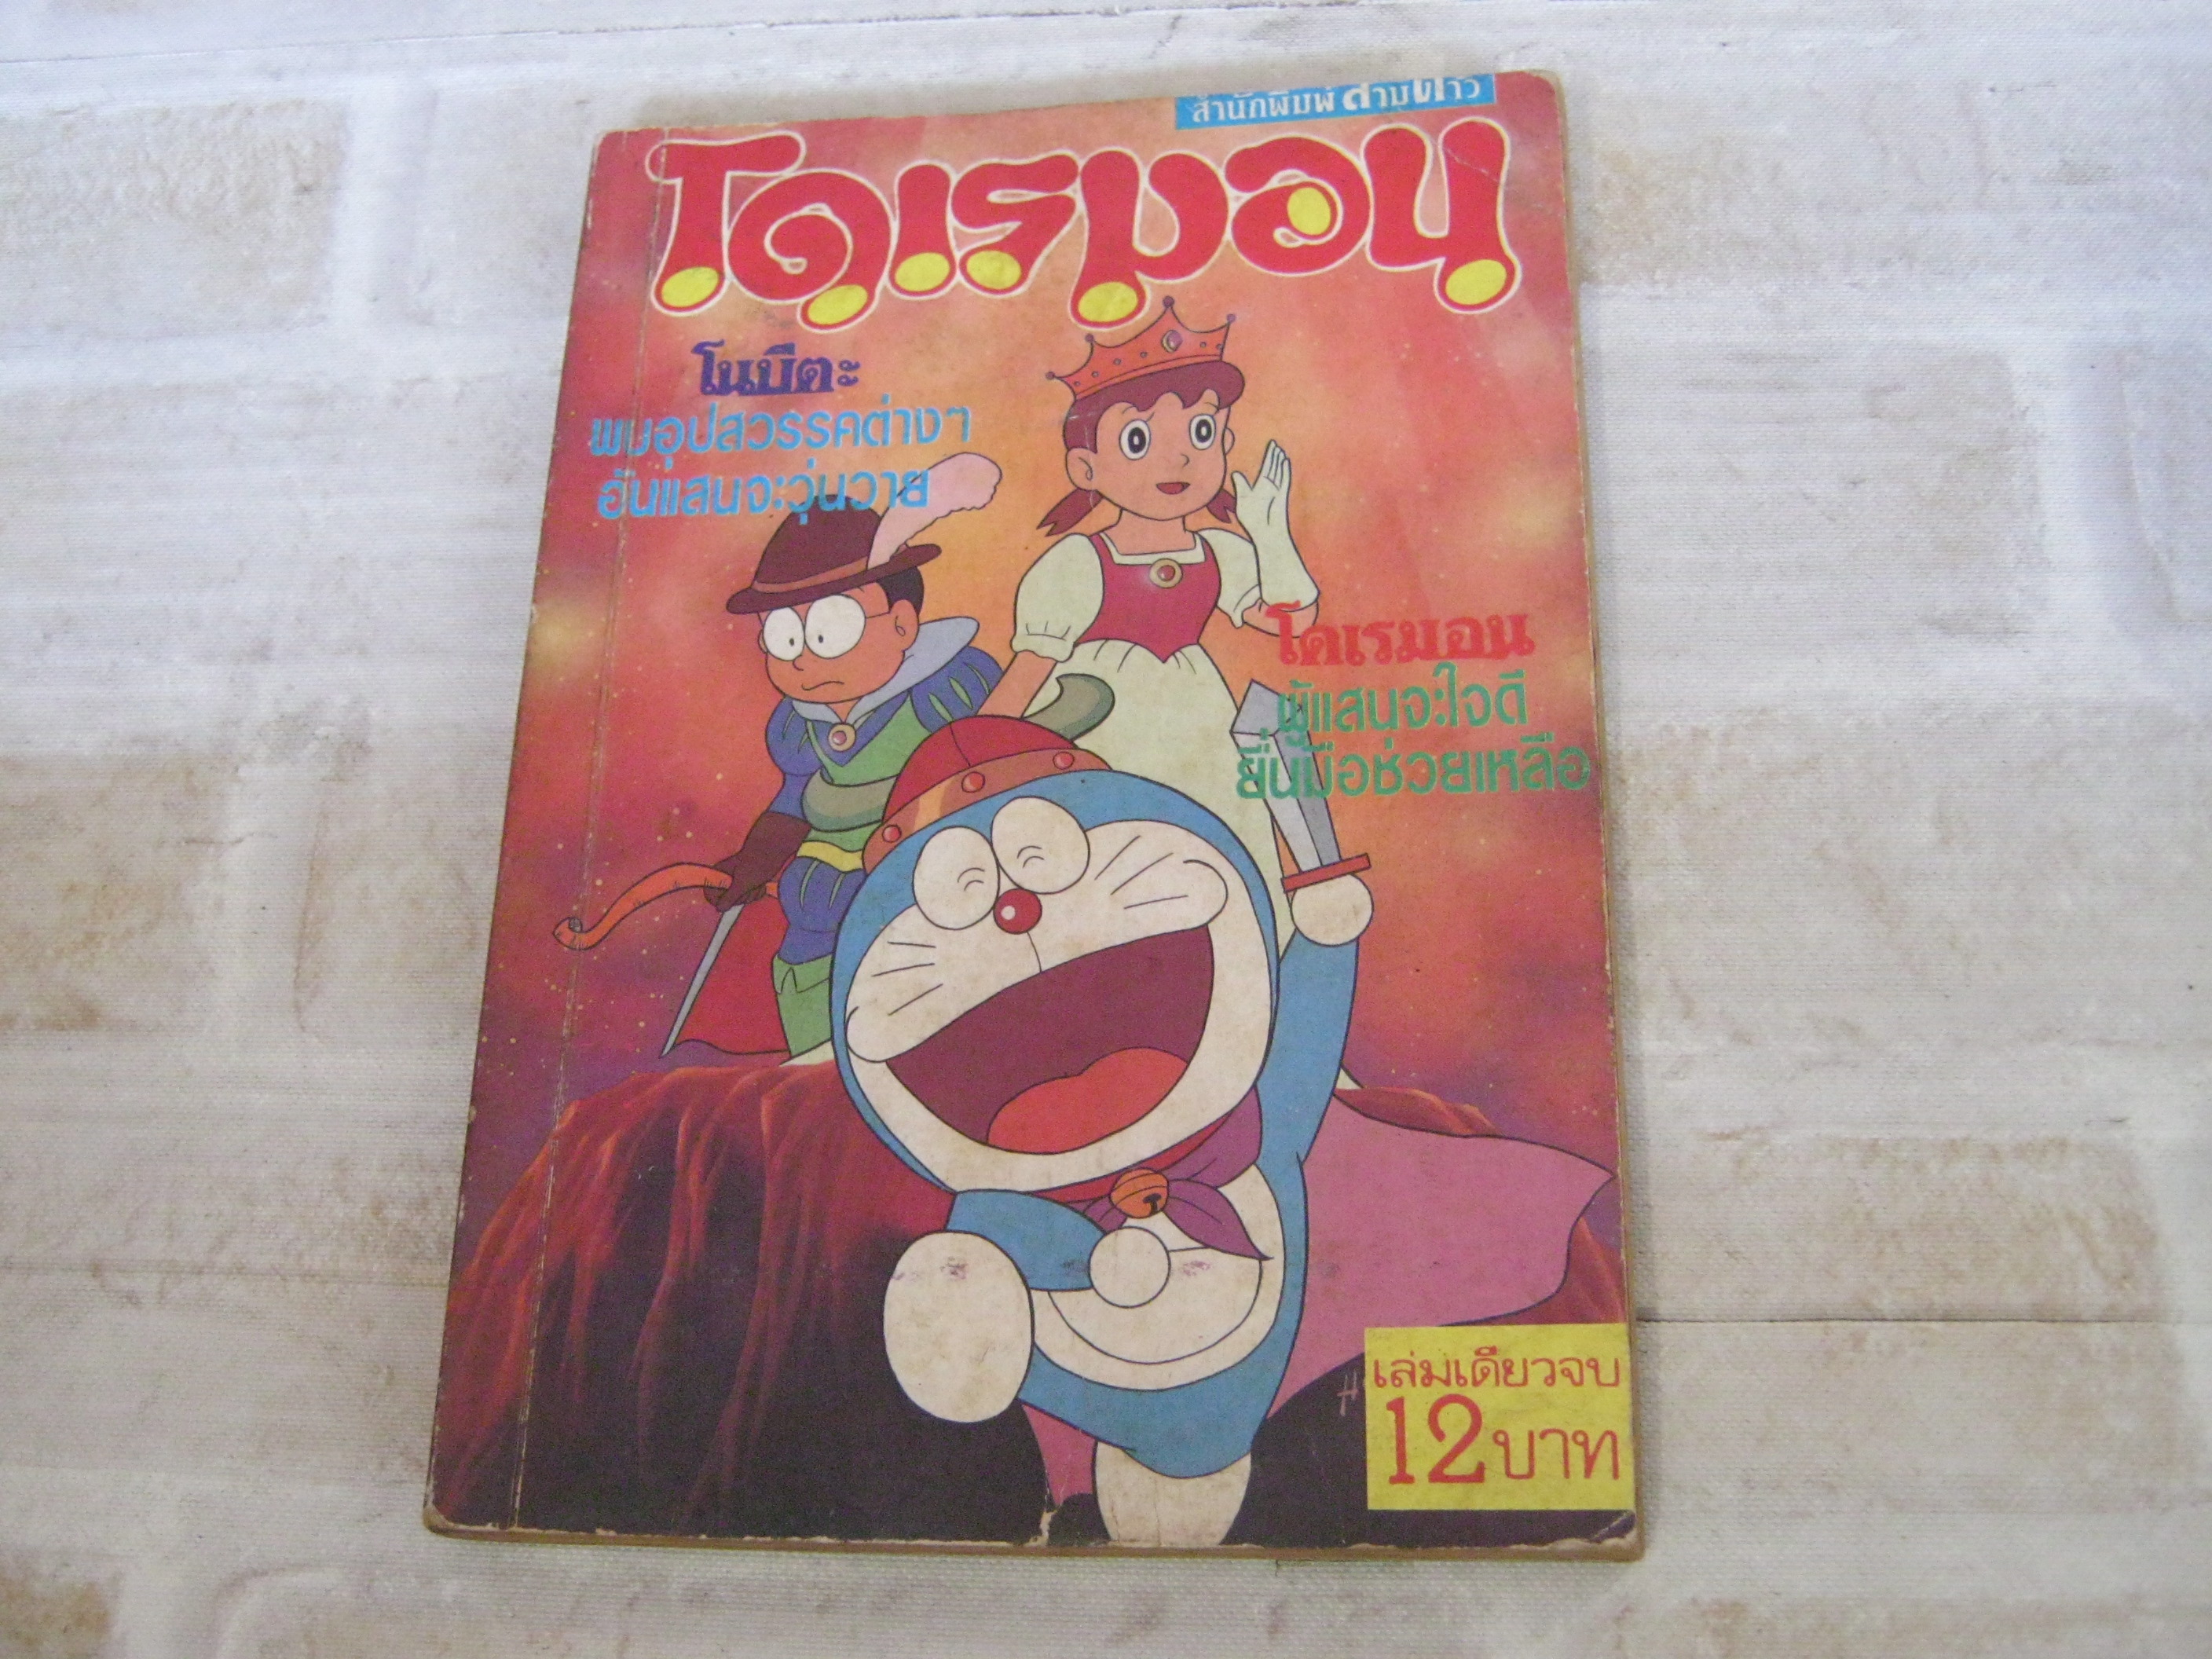 สำนักพิมพ์ สามดาว
โดเรมอน
โนบีตะ
พบอุปสวรรคต่างๆ
อันแสนจะวุ่นวาย
โดเรมอน
ผู้แสนจะใจดี
ยื่นมือช่วยเหลือ
เล่มเดียวจบ
12 บาท